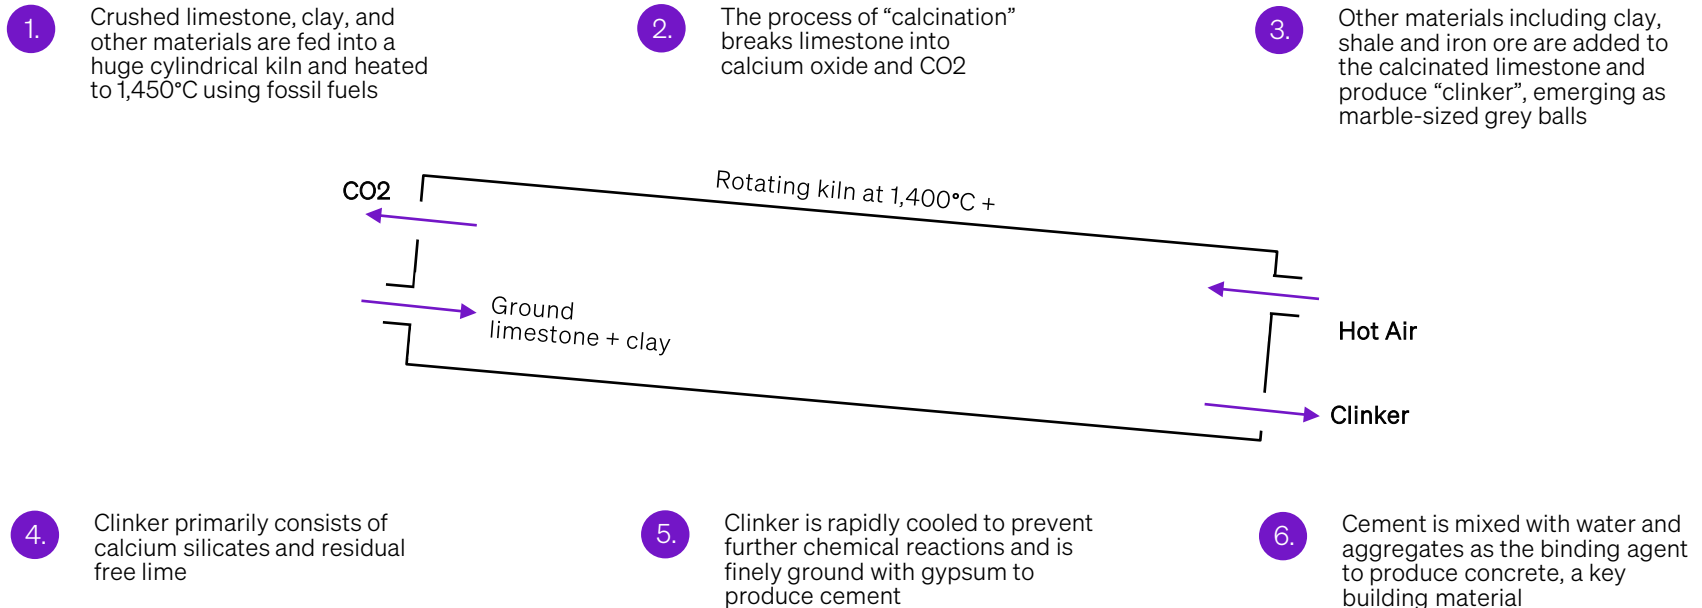 1.
Crushed limestone, clay, and
other materials are fed into a
huge cylindrical kiln and heated
to 1,450°C using fossil fuels
2.
The process of “calcination”
breaks limestone into
calcium oxide and CO2
3.
Other materials including clay,
shale and iron ore are added to
the calcinated limestone and
produce “clinker”, emerging as
marble-sized grey balls
CO2
Rotating kiln at 1,400°C +
Ground
limestone + clay
Hot Air
Clinker
4.
Clinker primarily consists of
calcium silicates and residual
free lime
5.
Clinker is rapidly cooled to prevent
further chemical reactions and is
finely ground with gypsum to
produce cement
6.
Cement is mixed with water and
aggregates as the binding agent
to produce concrete, a key
building material